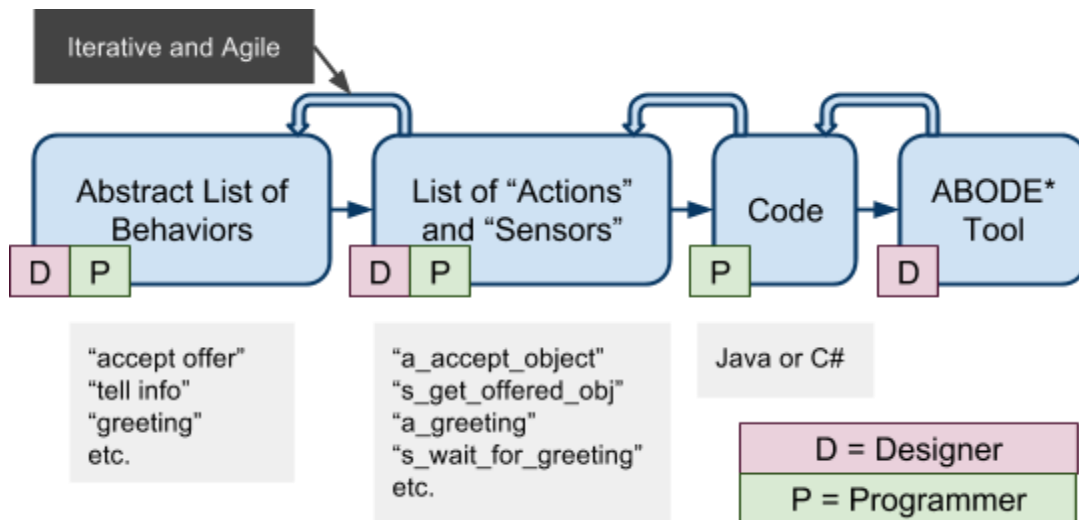 Iterative and Agile
Abstract List of
Behaviors
D P
List of “Actions”
and “Sensors”
D P
Code
P
ABODE*
Tool
D
“accept offer”
“tell info”
“greeting”
etc.
“a_accept_object”
“s_get_offered_obj”
“a_greeting”
“s_wait_for_greeting”
etc.
Java or C#
D = Designer
P = Programmer